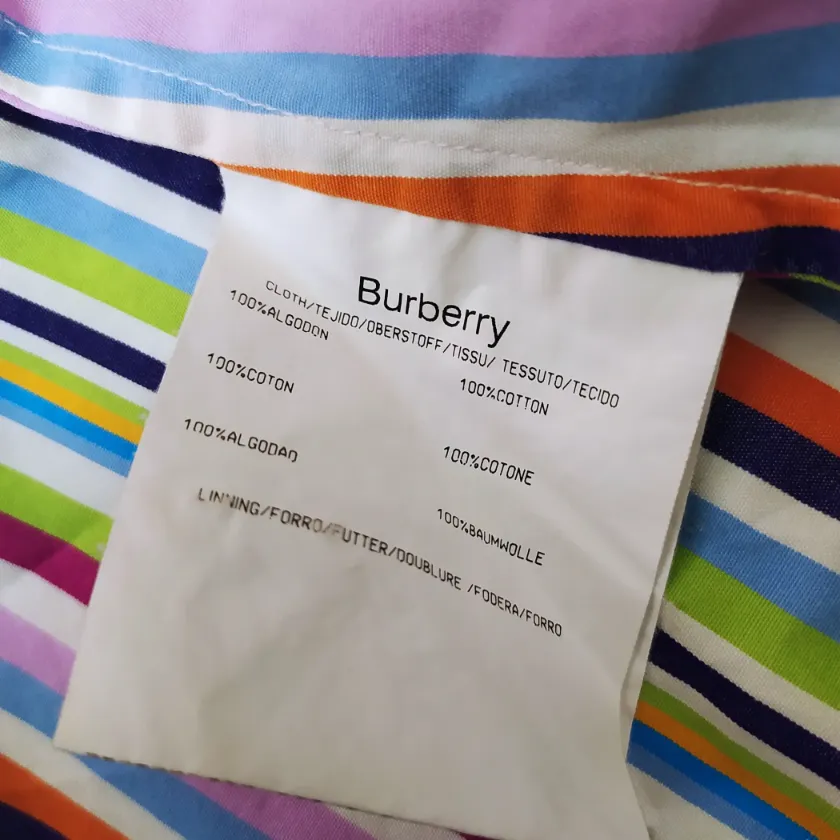 Burberry
CLOTH/TEJIDO/OBERSTOFF/TISSU/ TESSUTO/TECIDO
100%ALGODON
100%COTTON
100%COTON
100%COTONE
100%ALGODAO
100%BAUMWOLLE
LINNING/FORRO/FUTTER/DOUBLURE /FODERA/FORRO